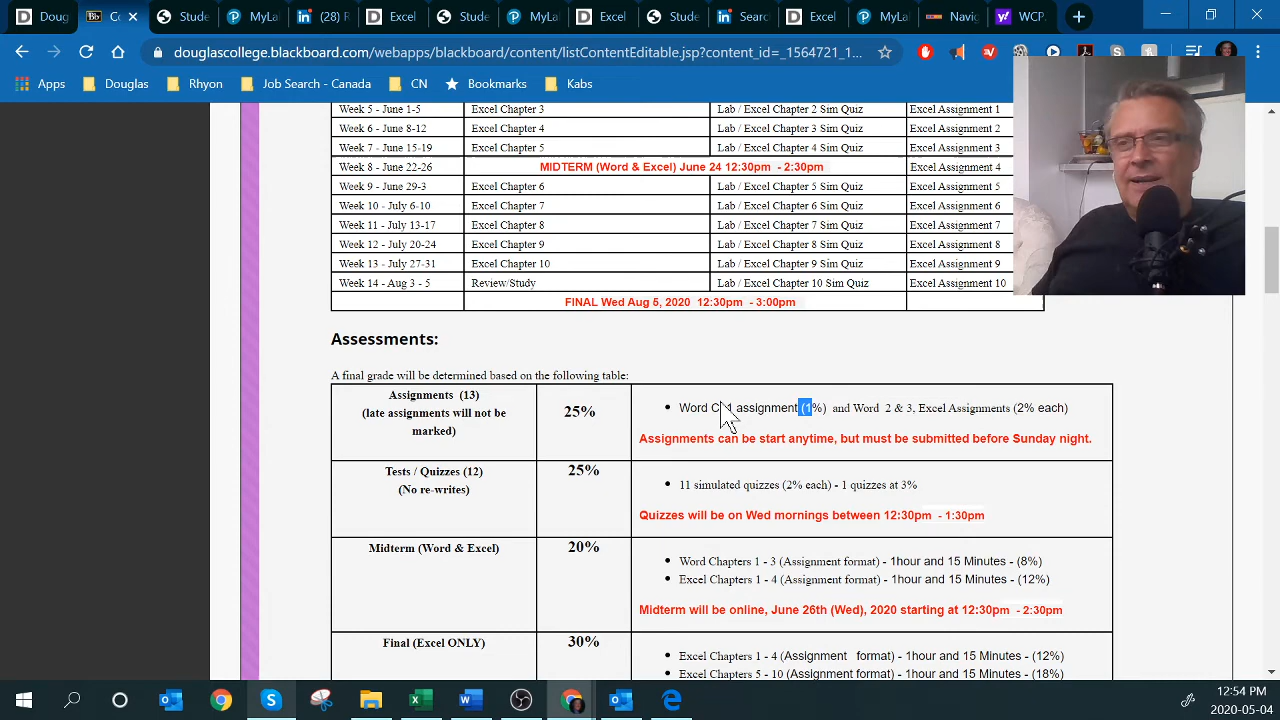 Doug
Co
Stude
MyLa
(28) R
Excel
Stude
MyLa
Excel
Stude
Searc
Excel
MyLa
Navig
WCP.
douglascollege.blackboard.com/webapps/blackboard/content/listContentEditable.jsp?content_id=_1564721_1...
Apps Douglas Rhyon Job Search - Canada CN Bookmarks Kabs
Week 5 - June 1-5 Excel Chapter 3 Lab / Excel Chapter 2 Sim Quiz Excel Assignment 1
Week 6 - June 8-12 Excel Chapter 4 Lab / Excel Chapter 3 Sim Quiz Excel Assignment 2
Week 7 - June 15-19 Excel Chapter 5 Lab / Excel Chapter 4 Sim Quiz Excel Assignment 3
Week 8 - June 22-26 MIDTERM (Word & Excel) June 24 12:30pm - 2:30pm Excel Assignment 4
Week 9 - June 29-3 Excel Chapter 6 Lab / Excel Chapter 5 Sim Quiz Excel Assignment 5
Week 10 - July 6-10 Excel Chapter 7 Lab / Excel Chapter 6 Sim Quiz Excel Assignment 6
Week 11 - July 13-17 Excel Chapter 8 Lab / Excel Chapter 7 Sim Quiz Excel Assignment 7
Week 12 - July 20-24 Excel Chapter 9 Lab / Excel Chapter 8 Sim Quiz Excel Assignment 8
Week 13 - July 27-31 Excel Chapter 10 Lab / Excel Chapter 9 Sim Quiz Excel Assignment 9
Week 14 - Aug 3 - 5 Review/Study Lab / Excel Chapter 10 Sim Quiz Excel Assignment 10
FINAL Wed Aug 5, 2020 12:30pm - 3:00pm
Assessments:
A final grade will be determined based on the following table:
Assignments (13)
(late assignments will not be
marked)
25%
Word 1 assignment (1%) and Word 2 & 3, Excel Assignments (2% each)
Assignments can be start anytime, but must be submitted before Sunday night.
Tests / Quizzes (12)
(No re-writes)
25%
11 simulated quizzes (2% each) - 1 quizzes at 3%
Quizzes will be on Wed mornings between 12:30pm - 1:30pm
Midterm (Word & Excel)
20%
Word Chapters 1 - 3 (Assignment format) - 1hour and 15 Minutes - (8%)
Excel Chapters 1 - 4 (Assignment format) - 1hour and 15 Minutes - (12%)
Midterm will be online, June 26th (Wed), 2020 starting at 12:30pm - 2:30pm
Final (Excel ONLY)
30%
Excel Chapters 1 - 4 (Assignment format) - 1hour and 15 Minutes - (12%)
Excel Chapters 5 - 10 (Assignment format) - 1hour and 15 Minutes - (18%)
12:54 PM
2020-05-04